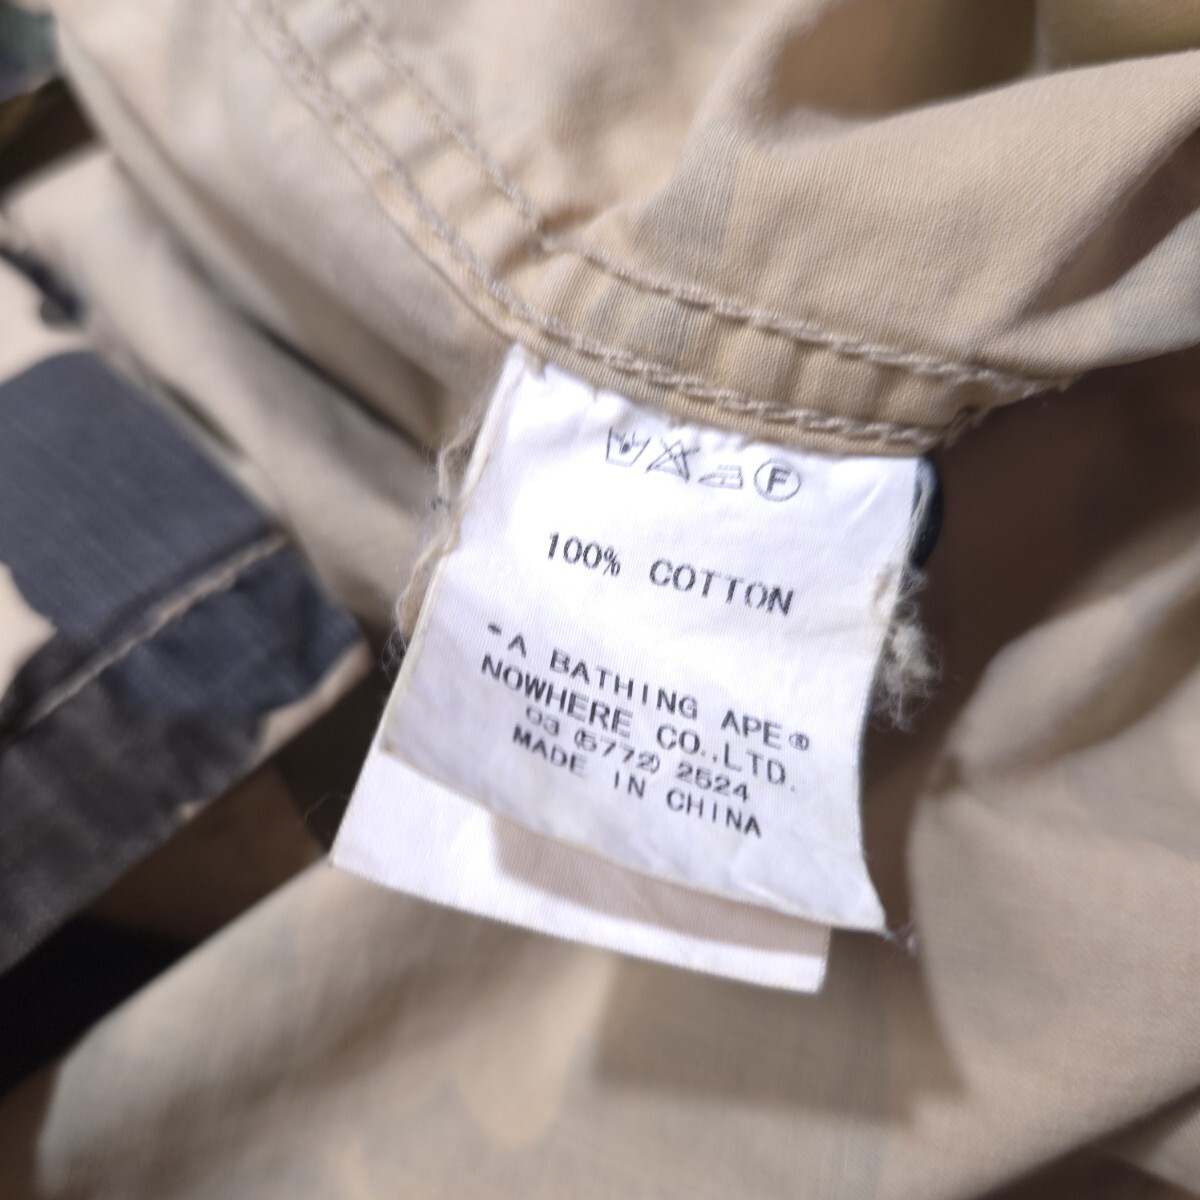 F
100% COTTON
-A BATHING APE®
NOWHERE CO.,LTD.
03 (5772) 2524
MADE IN CHINA